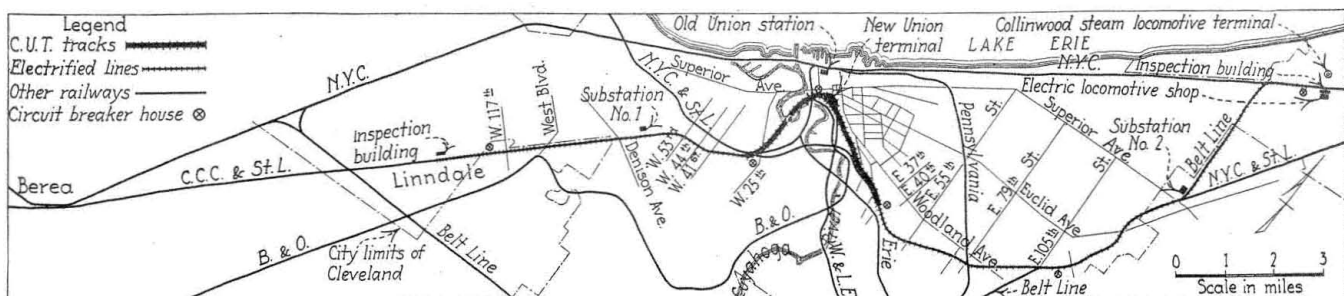 Legend
C.U.T. tracks
Electrified lines
Other railways
Circuit breaker house
Old Union station
New Union terminal
LAKE ERIE
Collinwood steam locomotive terminal
N.Y.C.
Inspection building
Electric locomotive shop
N.Y.C.
N.Y.C. & St.L.
Superior Ave.
W. 117th
West Blvd.
Substation No. 1
Inspection building
Linndale
Denison Ave.
W. 53
W. 44th
W. 41st
W. 25th
Berea
C.C.C. & St.L.
B. & O.
City limits of Cleveland
Belt Line
B. & O.
W. & L.E.
Erie
E. 37th
E. 40th
E. 55th
St.
Pennsylvania
Woodland Ave.
E. 79th
St.
Euclid Ave
Superior Ave
St.
E. 105th
Substation No. 2
Belt Line
N.Y.C. & St.L.
Belt Line
0 1 2 3
Scale in miles